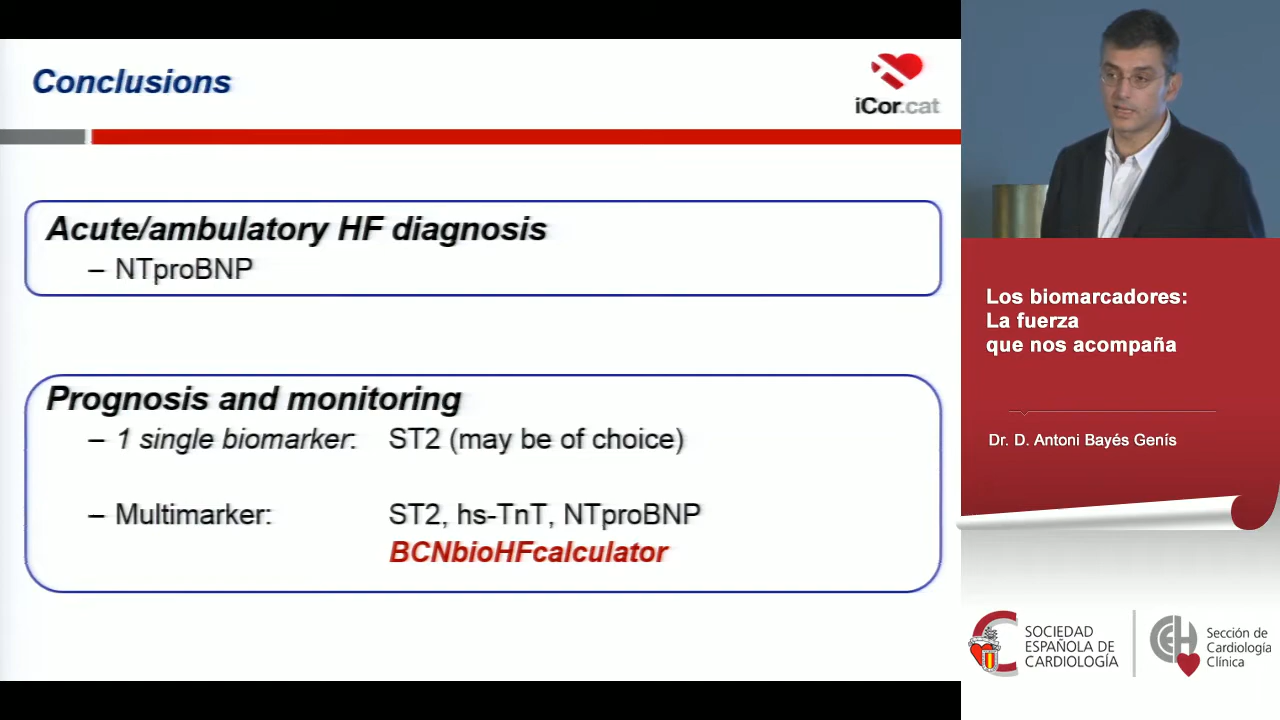 Conclusions
iCor.cat
Acute/ambulatory HF diagnosis
– NTproBNP
Prognosis and monitoring
– 1 single biomarker: ST2 (may be of choice)
– Multimarker: ST2, hs-TnT, NTproBNP
BCNbioHFcalculator
Los biomarcadores:
La fuerza
que nos acompaña
Dr. D. Antoni Bayés Genís
SOCIEDAD
ESPAÑOLA DE
CARDIOLOGÍA
Sección de
Cardiología
Clínica